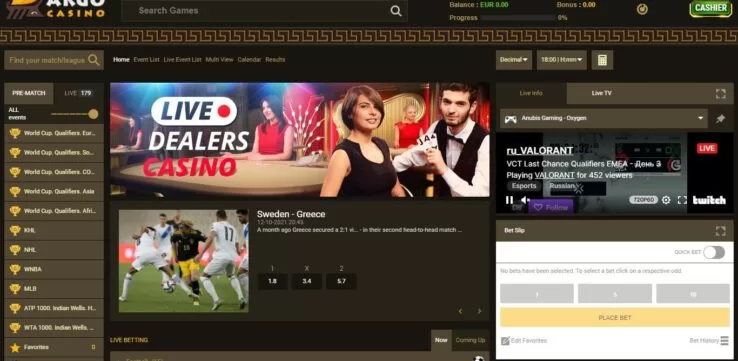 CASINO
Search Games
Balance : EUR 0.00
Bonus : 0.00
Progress
0%
CASHIER
Find your match/league
Home Event List Live Event List Multi View Calendar Results
Decimal
18:00 | H:mm
PRE-MATCH
LIVE 179
ALL
events
World Cup. Qualifiers. Eur...
World Cup. Qualifiers. So...
World Cup. Qualifiers. CO...
World Cup. Qualifiers. Asia
World Cup. Qualifiers. Afri...
KHL
NHL
WNBA
MLB
ATP 1000. Indian Wells. H...
WTA 1000. Indian Wells. ...
Favorites 0
LIVE
DEALERS
CASINO
Sweden - Greece
12-10-2021 20:45
A month ago Greece secured a 2:1 vi... - in their second head-to-head match ...
1 X 2
1.8 3.4 5.7
LIVE BETTING
Now
Coming Up
Live Info
Live TV
Anubis Gaming - Oxygen
ru_VALORANT
LIVE
VCT Last Chance Qualifiers EMEA - День 3
Playing VALORANT for 452 viewers
Esports
Russian
720P60
Follow
twitch
Bet Slip
QUICK BET
No bets have been selected. To select a bet click on a respective odd.
1 5 10
PLACE BET
Edit Favorites
Bet History